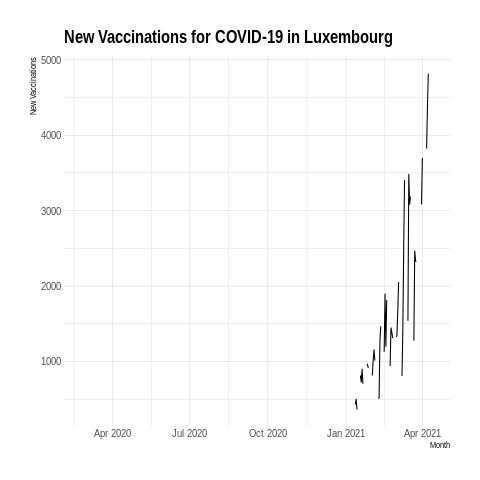 New Vaccinations for COVID-19 in Luxembourg
New Vaccinations
5000
4000
3000
2000
1000
Apr 2020
Jul 2020
Oct 2020
Jan 2021
Apr 2021
Month